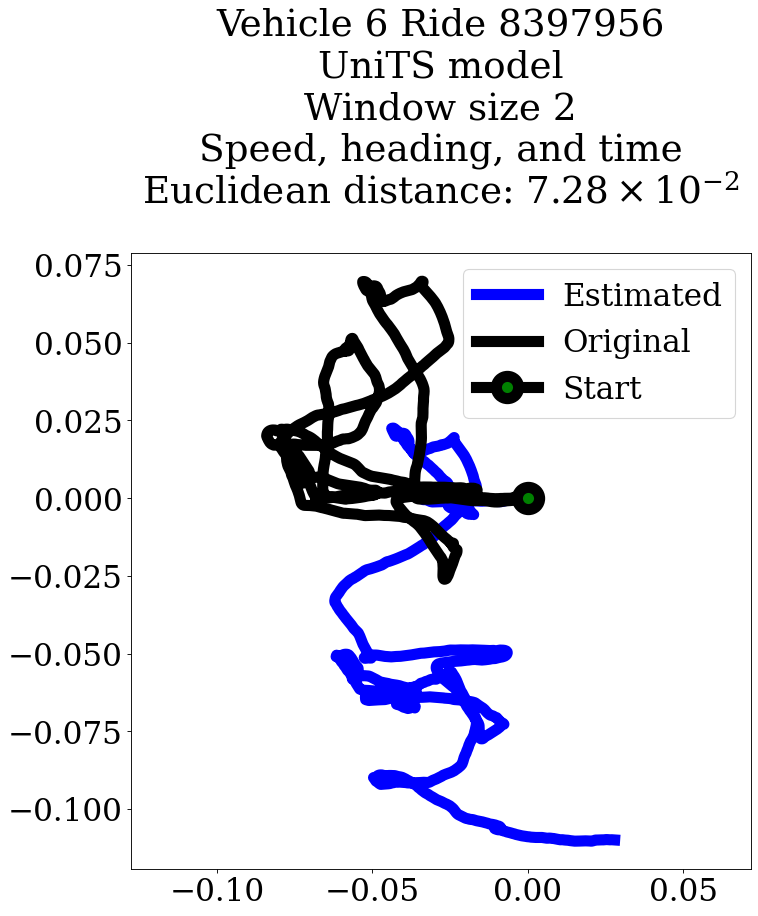 Vehicle 6 Ride 8397956
UniTS model
Window size 2
Speed, heading, and time
Euclidean distance: 7.28 × 10⁻²
0.075
0.050
0.025
0.000
−0.025
−0.050
−0.075
−0.100
Estimated
Original
Start
−0.10
−0.05
0.00
0.05